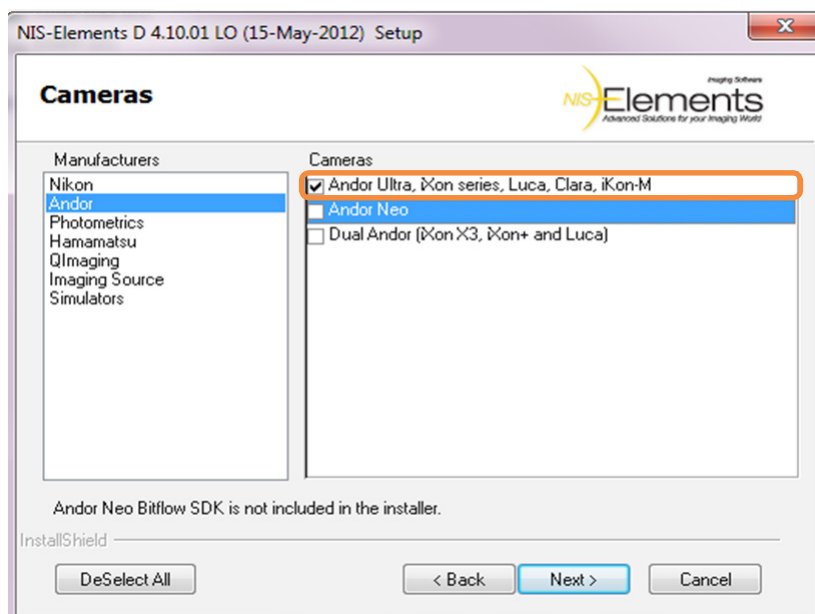 NIS-Elements D 4.10.01 LO (15-May-2012) Setup
Cameras
Imaging Software
NIS Elements
Advanced Solutions for your Imaging World
Manufacturers
Nikon
Andor
Photometrics
Hamamatsu
QImaging
Imaging Source
Simulators
Cameras
Andor Ultra, iXon series, Luca, Clara, iKon-M
Andor Neo
Dual Andor (iXon X3, iXon+ and Luca)
Andor Neo Bitflow SDK is not included in the installer.
InstallShield
DeSelect All
< Back
Next >
Cancel